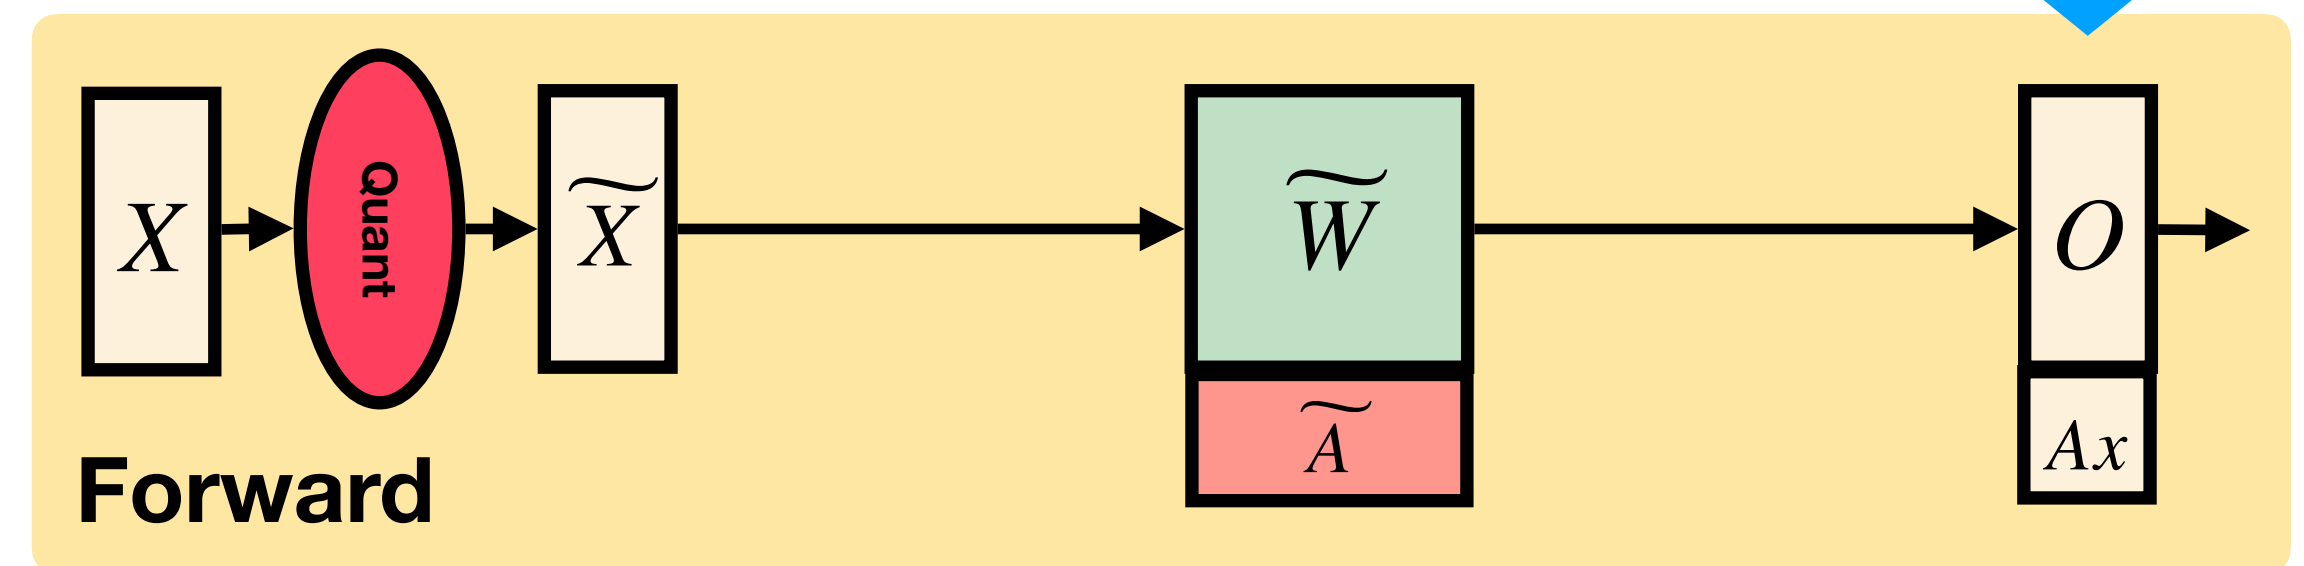 X
Quant
X̃
W̃
Ã
O
Ax
Forward